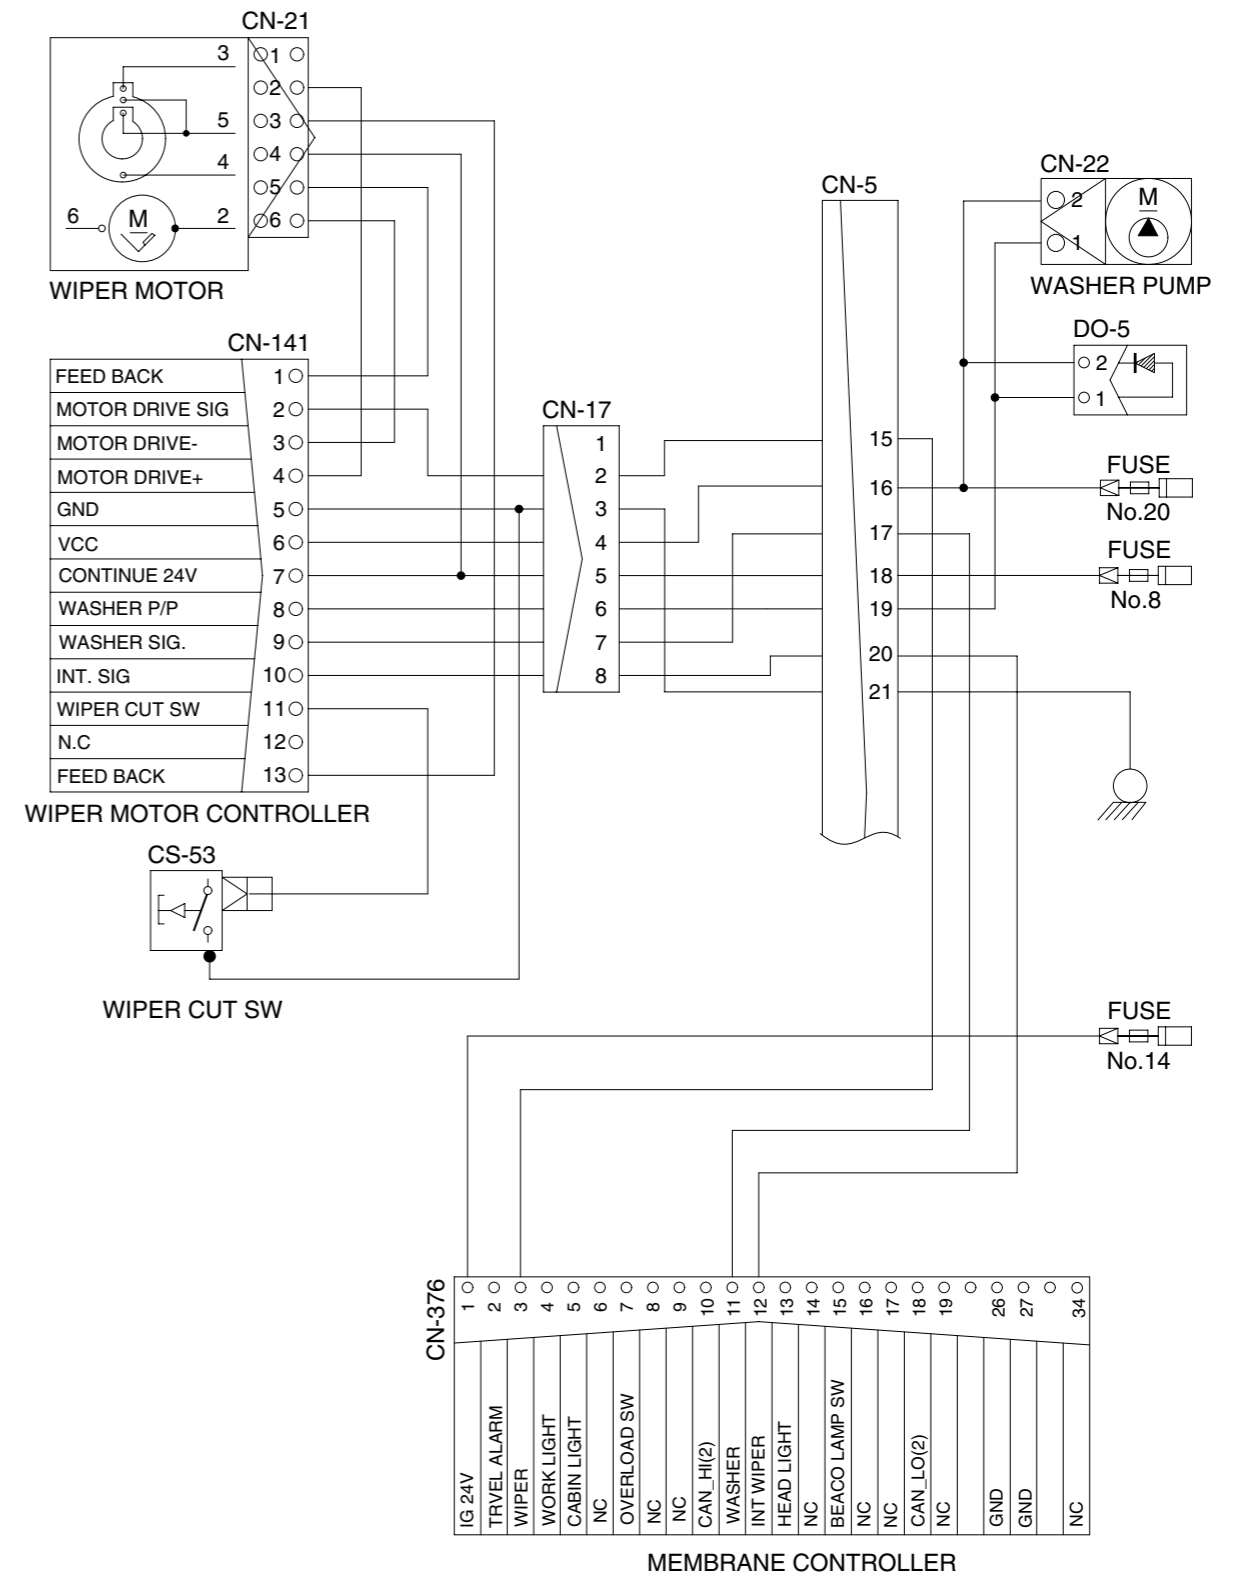 CN-21
3
5
4
6
M
2
1
2
3
4
5
6
WIPER MOTOR
CN-141
FEED BACK 1
MOTOR DRIVE SIG 2
MOTOR DRIVE- 3
MOTOR DRIVE+ 4
GND 5
VCC 6
CONTINUE 24V 7
WASHER P/P 8
WASHER SIG. 9
INT. SIG 10
WIPER CUT SW 11
N.C 12
FEED BACK 13
WIPER MOTOR CONTROLLER
CS-53
WIPER CUT SW
CN-17
1
2
3
4
5
6
7
8
CN-5
15
16
17
18
19
20
21
CN-22
2
1
M
WASHER PUMP
DO-5
2
1
FUSE
No.20
FUSE
No.8
FUSE
No.14
CN-376
1 IG 24V
2 TRVEL ALARM
3 WIPER
4 WORK LIGHT
5 CABIN LIGHT
6 NC
7 OVERLOAD SW
8 NC
9 NC
10 CAN_HI(2)
11 WASHER
12 INT WIPER
13 HEAD LIGHT
14 NC
15 BEACO LAMP SW
16 NC
17 NC
18 CAN_LO(2)
19 NC
26 GND
27 GND
34 NC
MEMBRANE CONTROLLER